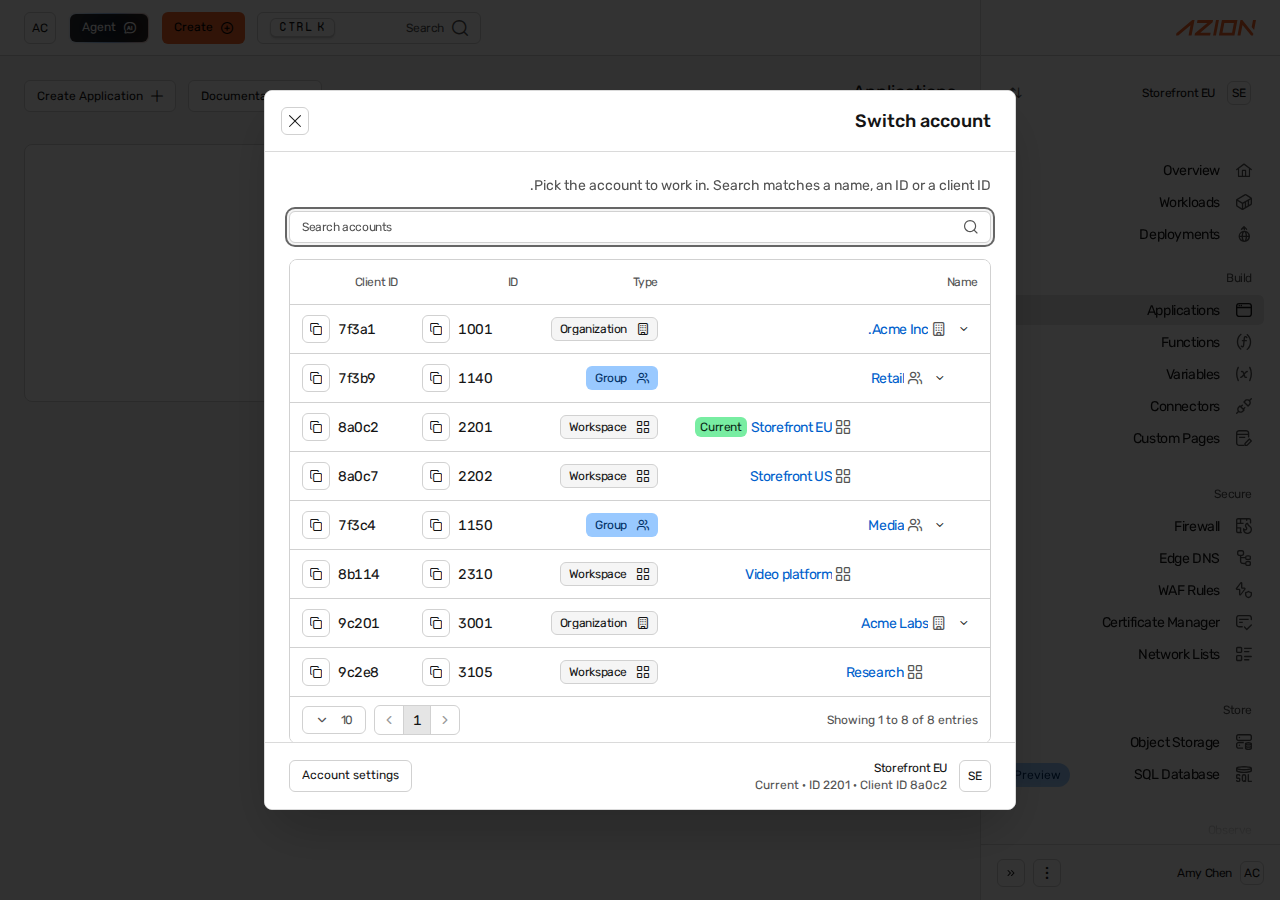 AC
Agent
Create
CTRL K
Search
AZION
Create Application
Documenta
Applications
Storefront EU
SE
Overview
Workloads
Deployments
Build
Applications
Functions
Variables
Connectors
Custom Pages
Secure
Firewall
Edge DNS
WAF Rules
Certificate Manager
Network Lists
Store
Object Storage
SQL Database
Preview
Observe
Amy Chen
AC
Switch account
.Pick the account to work in. Search matches a name, an ID or a client ID
Search accounts
Client ID ID Type Name
7f3a1 1001 Organization .Acme Inc
7f3b9 1140 Group Retail
8a0c2 2201 Workspace Current Storefront EU
8a0c7 2202 Workspace Storefront US
7f3c4 1150 Group Media
8b114 2310 Workspace Video platform
9c201 3001 Organization Acme Labs
9c2e8 3105 Workspace Research
10 1 Showing 1 to 8 of 8 entries
Account settings
Storefront EU
Current • ID 2201 • Client ID 8a0c2
SE